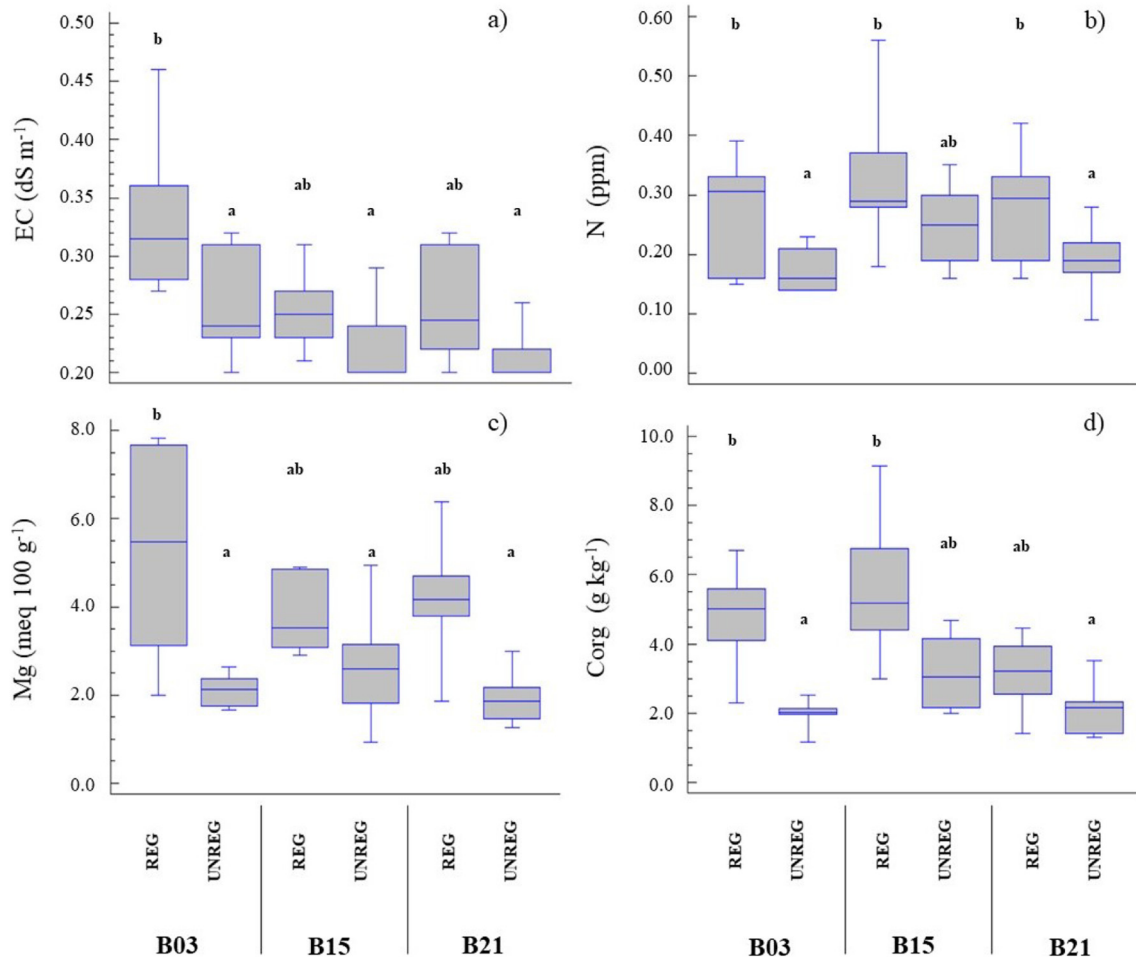 a)
EC (dS m⁻¹)
0.50
0.45
0.40
0.35
0.30
0.25
0.20
b
a
ab
a
ab
a
b)
N (ppm)
0.60
0.50
0.40
0.30
0.20
0.10
0.00
b
a
b
ab
b
a
c)
Mg (meq 100 g⁻¹)
8.0
6.0
4.0
2.0
0.0
b
a
ab
a
ab
a
d)
Corg (g kg⁻¹)
10.0
8.0
6.0
4.0
2.0
0.0
b
a
b
ab
ab
a
REG
UNREG
REG
UNREG
REG
UNREG
B03
B15
B21
REG
UNREG
REG
UNREG
REG
UNREG
B03
B15
B21